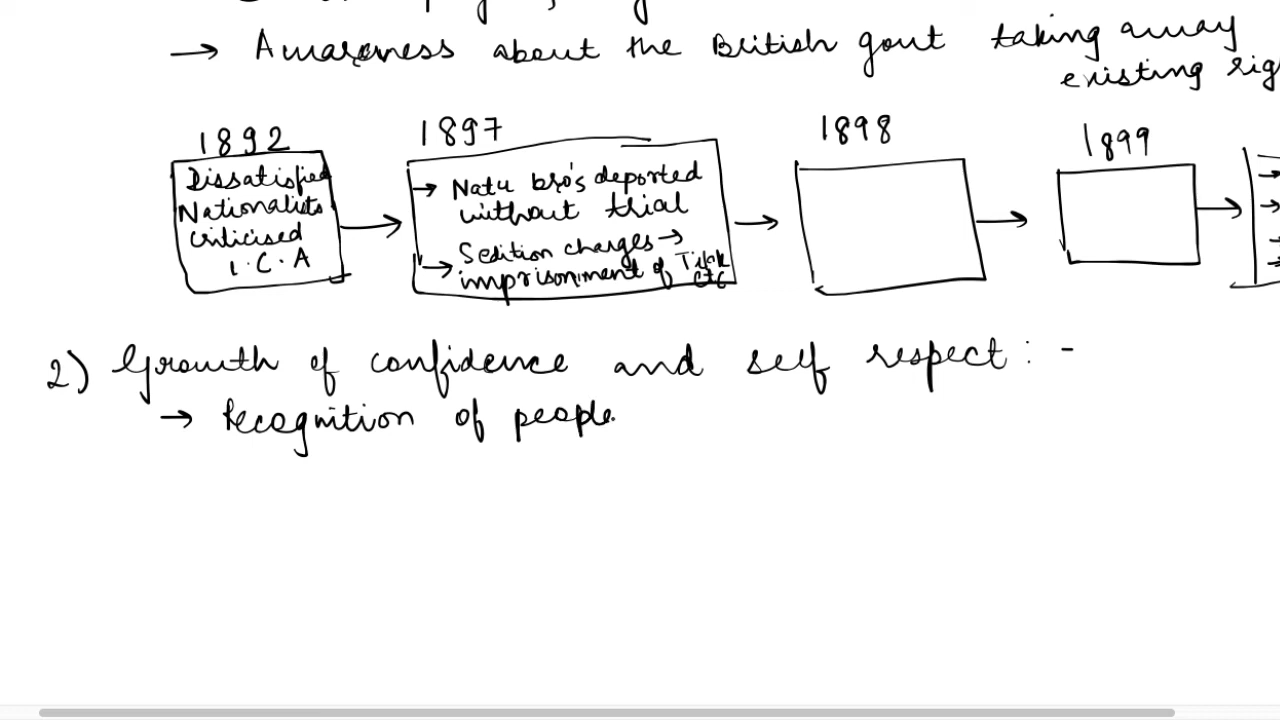 → Awareness about the British govt taking away
existing
1892
Dissatisfied
Nationalists
criticised
I.C.A
1897
→ Natu bro's deported
without trial
→ Sedition charges →
imprisonment of Tilak
etc
1898
1899
2) Growth of confidence and self respect : -
→ Recognition of people